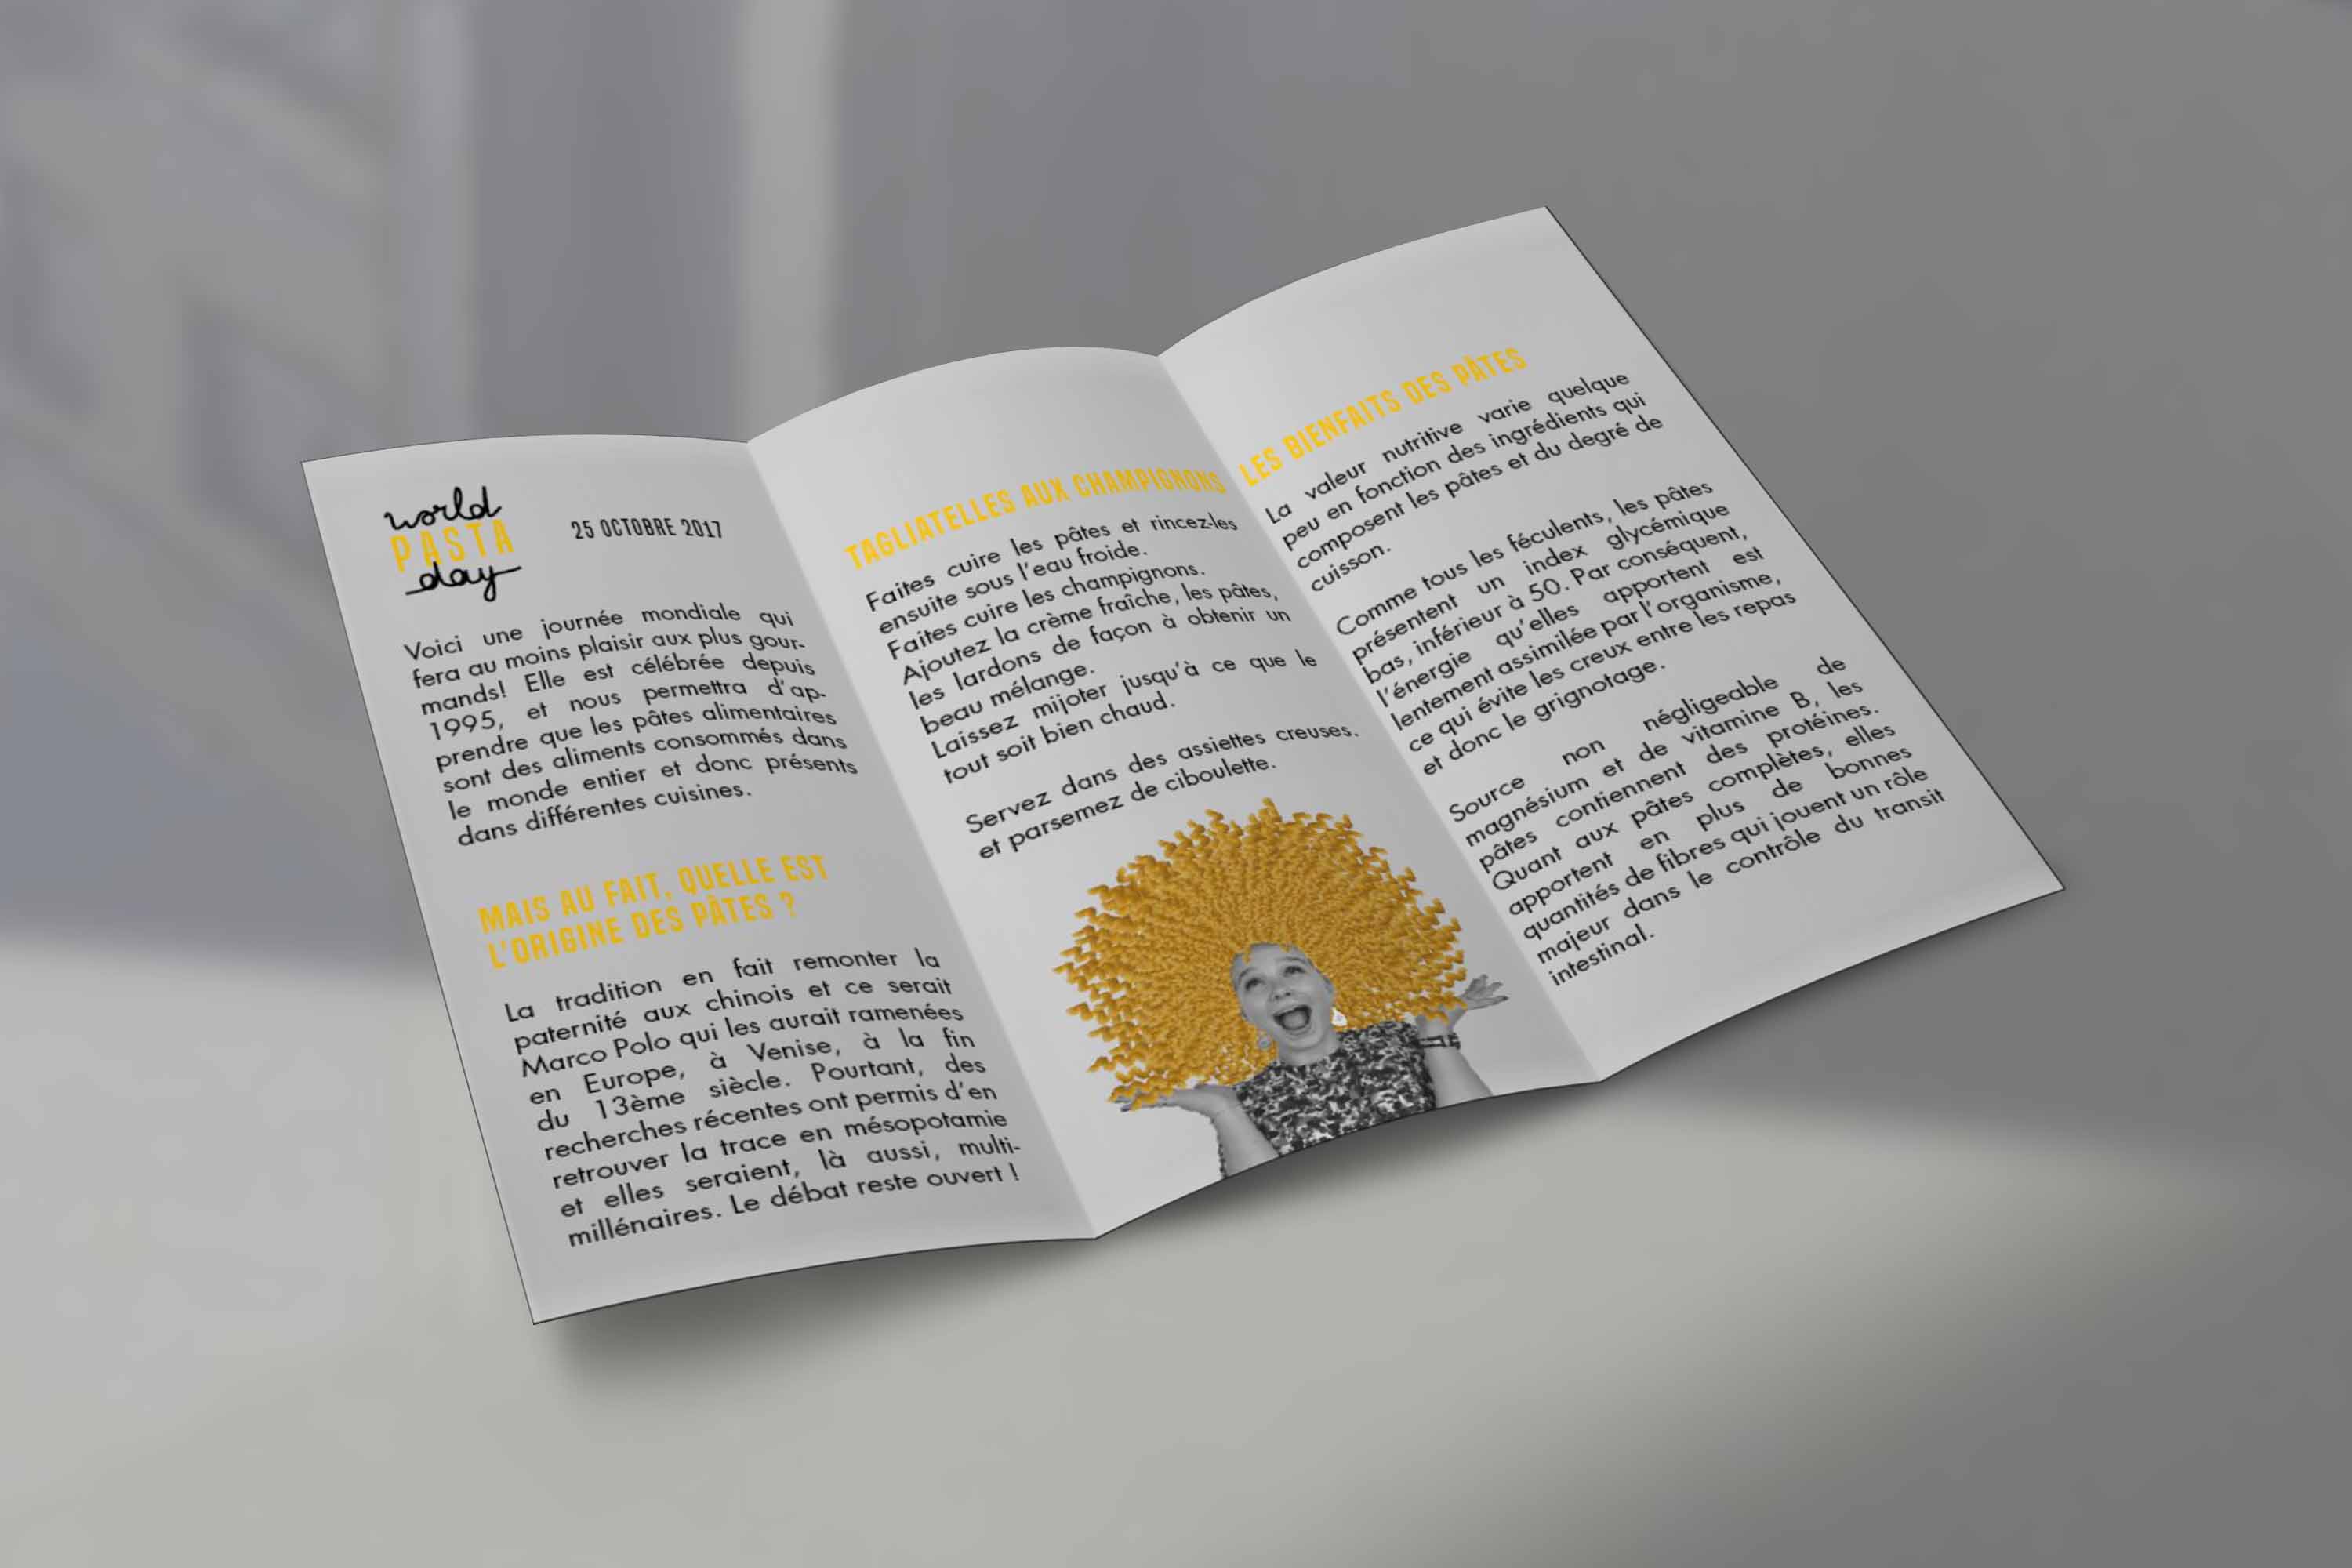 world
PASTA
day
25 OCTOBRE 2017
Voici une journée mondiale qui
fera au moins plaisir aux plus gour-
mands! Elle est célébrée depuis
1995, et nous permettra d'ap-
prendre que les pâtes alimentaires
sont des aliments consommés dans
le monde entier et donc présents
dans différentes cuisines.
MAIS AU FAIT, QUELLE EST
L'ORIGINE DES PÂTES ?
La tradition en fait remonter la
paternité aux chinois et ce serait
Marco Polo qui les aurait ramenées
en Europe, à Venise, à la fin
du 13ème siècle. Pourtant, des
recherches récentes ont permis d'en
retrouver la trace en mésopotamie
et elles seraient, là aussi, multi-
millénaires. Le débat reste ouvert !
TAGLIATELLES AUX CHAMPIGNONS
Faites cuire les pâtes et rincez-les
ensuite sous l'eau froide.
Faites cuire les champignons.
Ajoutez la crème fraîche, les pâtes,
les lardons de façon à obtenir un
beau mélange.
Laissez mijoter jusqu'à ce que le
tout soit bien chaud.
Servez dans des assiettes creuses.
et parsemez de ciboulette.
LES BIENFAITS DES PÂTES
La valeur nutritive varie quelque
peu en fonction des ingrédients qui
composent les pâtes et du degré de
cuisson.
Comme tous les féculents, les pâtes
présentent un index glycémique
bas, inférieur à 50. Par conséquent,
l'énergie qu'elles apportent est
lentement assimilée par l'organisme,
ce qui évite les creux entre les repas
et donc le grignotage.
Source non négligeable de
magnésium et de vitamine B, les
pâtes contiennent des protéines.
Quant aux pâtes complètes, elles
apportent en plus de bonnes
quantités de fibres qui jouent un rôle
majeur dans le contrôle du transit
intestinal.